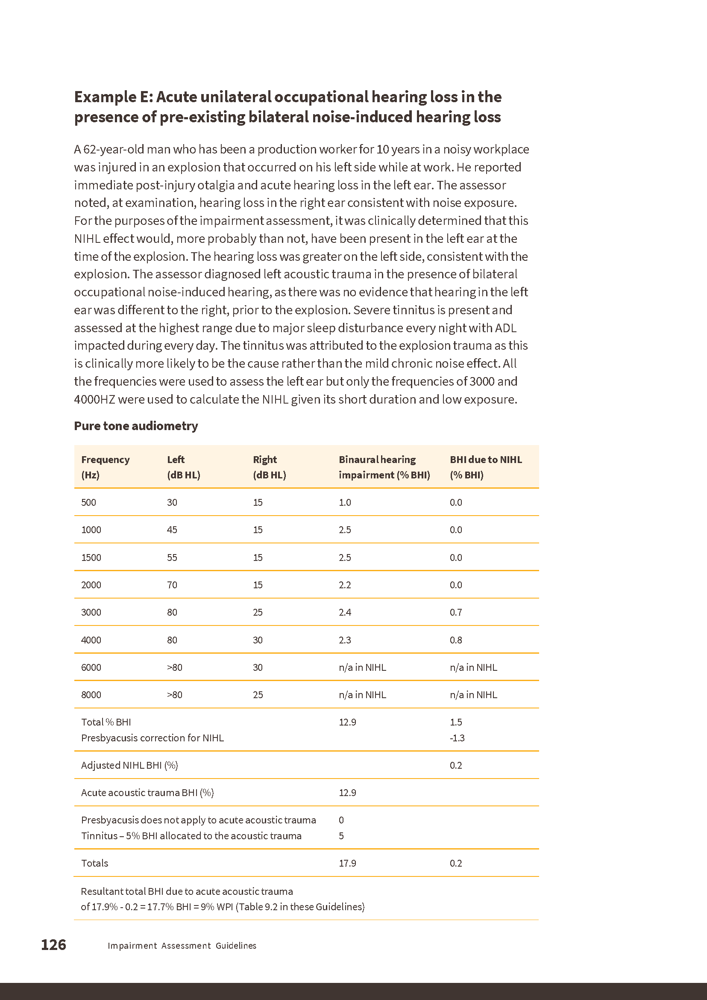 Example E: Acute unilateral occupational hearing loss in the
presence of pre-existing bilateral noise-induced hearing loss
A 62-year-old man who has been a production worker for 10 years in a noisy workplace
was injured in an explosion that occurred on his left side while at work. He reported
immediate post-injury otalgia and acute hearing loss in the left ear. The assessor
noted, at examination, hearing loss in the right ear consistent with noise exposure.
For the purposes of the impairment assessment, it was clinically determined that this
NIHL effect would, more probably than not, have been present in the left ear at the
time of the explosion. The hearing loss was greater on the left side, consistent with the
explosion. The assessor diagnosed left acoustic trauma in the presence of bilateral
occupational noise-induced hearing, as there was no evidence that hearing in the left
ear was different to the right, prior to the explosion. Severe tinnitus is present and
assessed at the highest range due to major sleep disturbance every night with ADL
impacted during every day. The tinnitus was attributed to the explosion trauma as this
is clinically more likely to be the cause rather than the mild chronic noise effect. All
the frequencies were used to assess the left ear but only the frequencies of 3000 and
4000HZ were used to calculate the NIHL given its short duration and low exposure.
Pure tone audiometry
Frequency Left Right Binaural hearing BHI due to NIHL
(Hz) (dB HL) (dB HL) impairment (% BHI) (% BHI)
500 30 15 1.0 0.0
1000 45 15 2.5 0.0
1500 55 15 2.5 0.0
2000 70 15 2.2 0.0
3000 80 25 2.4 0.7
4000 80 30 2.3 0.8
6000 >80 30 n/a in NIHL n/a in NIHL
8000 >80 25 n/a in NIHL n/a in NIHL
Total % BHI 12.9 1.5
Presbyacusis correction for NIHL -1.3
Adjusted NIHL BHI (%) 0.2
Acute acoustic trauma BHI (%) 12.9
Presbyacusis does not apply to acute acoustic trauma 0
Tinnitus – 5% BHI allocated to the acoustic trauma 5
Totals 17.9 0.2
Resultant total BHI due to acute acoustic trauma
of 17.9% - 0.2 = 17.7% BHI = 9% WPI (Table 9.2 in these Guidelines)
126 Impairment Assessment Guidelines